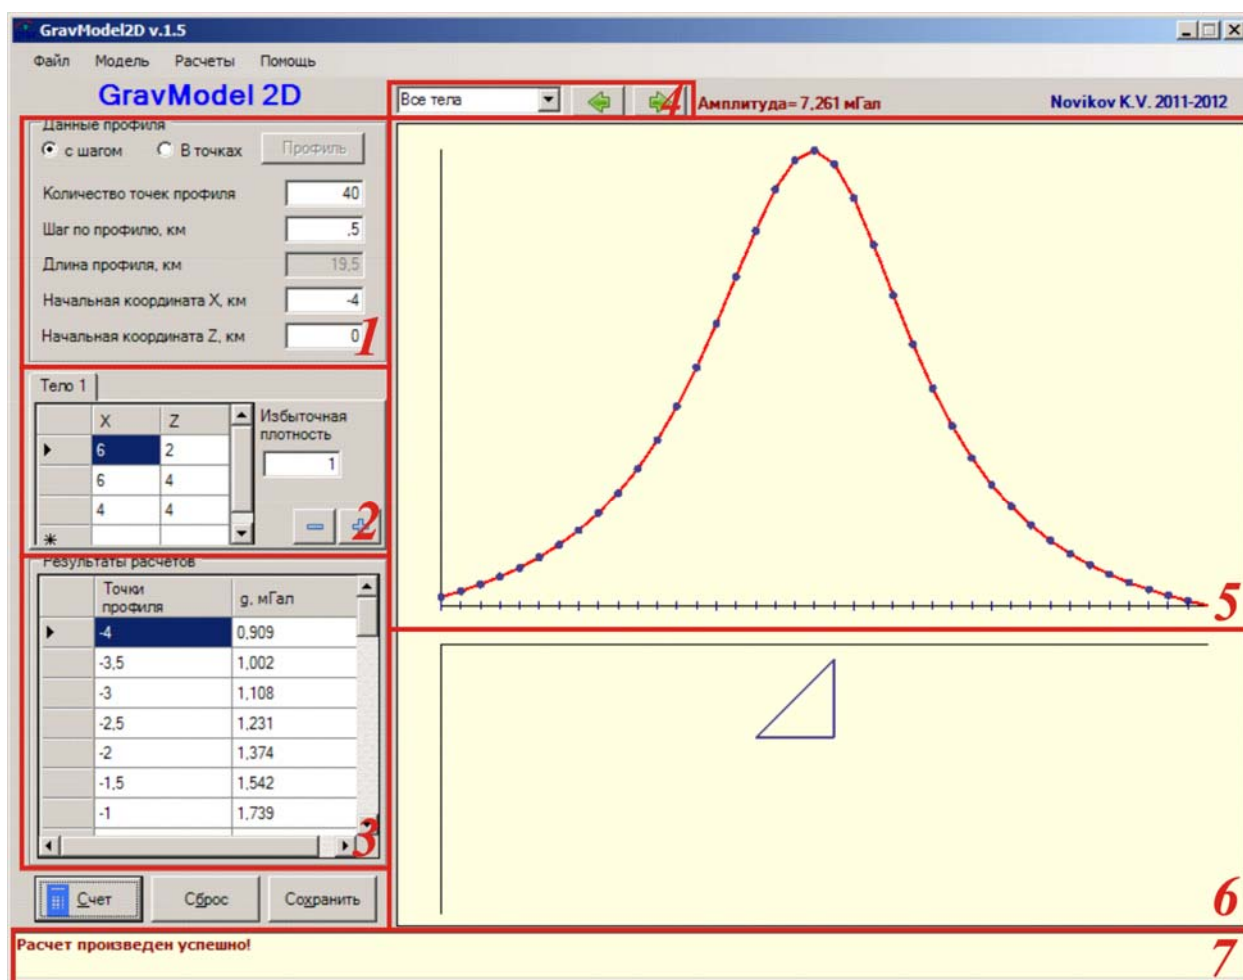 GravModel2D v.1.5
Файл Модель Расчеты Помощь
GravModel 2D
Все тела
4
Амплитуда= 7,261 мГал
Novikov K.V. 2011-2012
Данные профиля
с шагом В точках Профиль
Количество точек профиля 40
Шаг по профилю, км ,5
Длина профиля, км 19,5
Начальная координата X, км -4
Начальная координата Z, км 0
1
Тело 1
X Z
6 2
6 4
4 4
Избыточная
плотность
1
2
Результаты расчетов
Точки
профиля
g, мГал
-4 0,909
-3,5 1,002
-3 1,108
-2,5 1,231
-2 1,374
-1,5 1,542
-1 1,739
3
Счет Сброс Сохранить
5
6
Расчет произведен успешно!
7